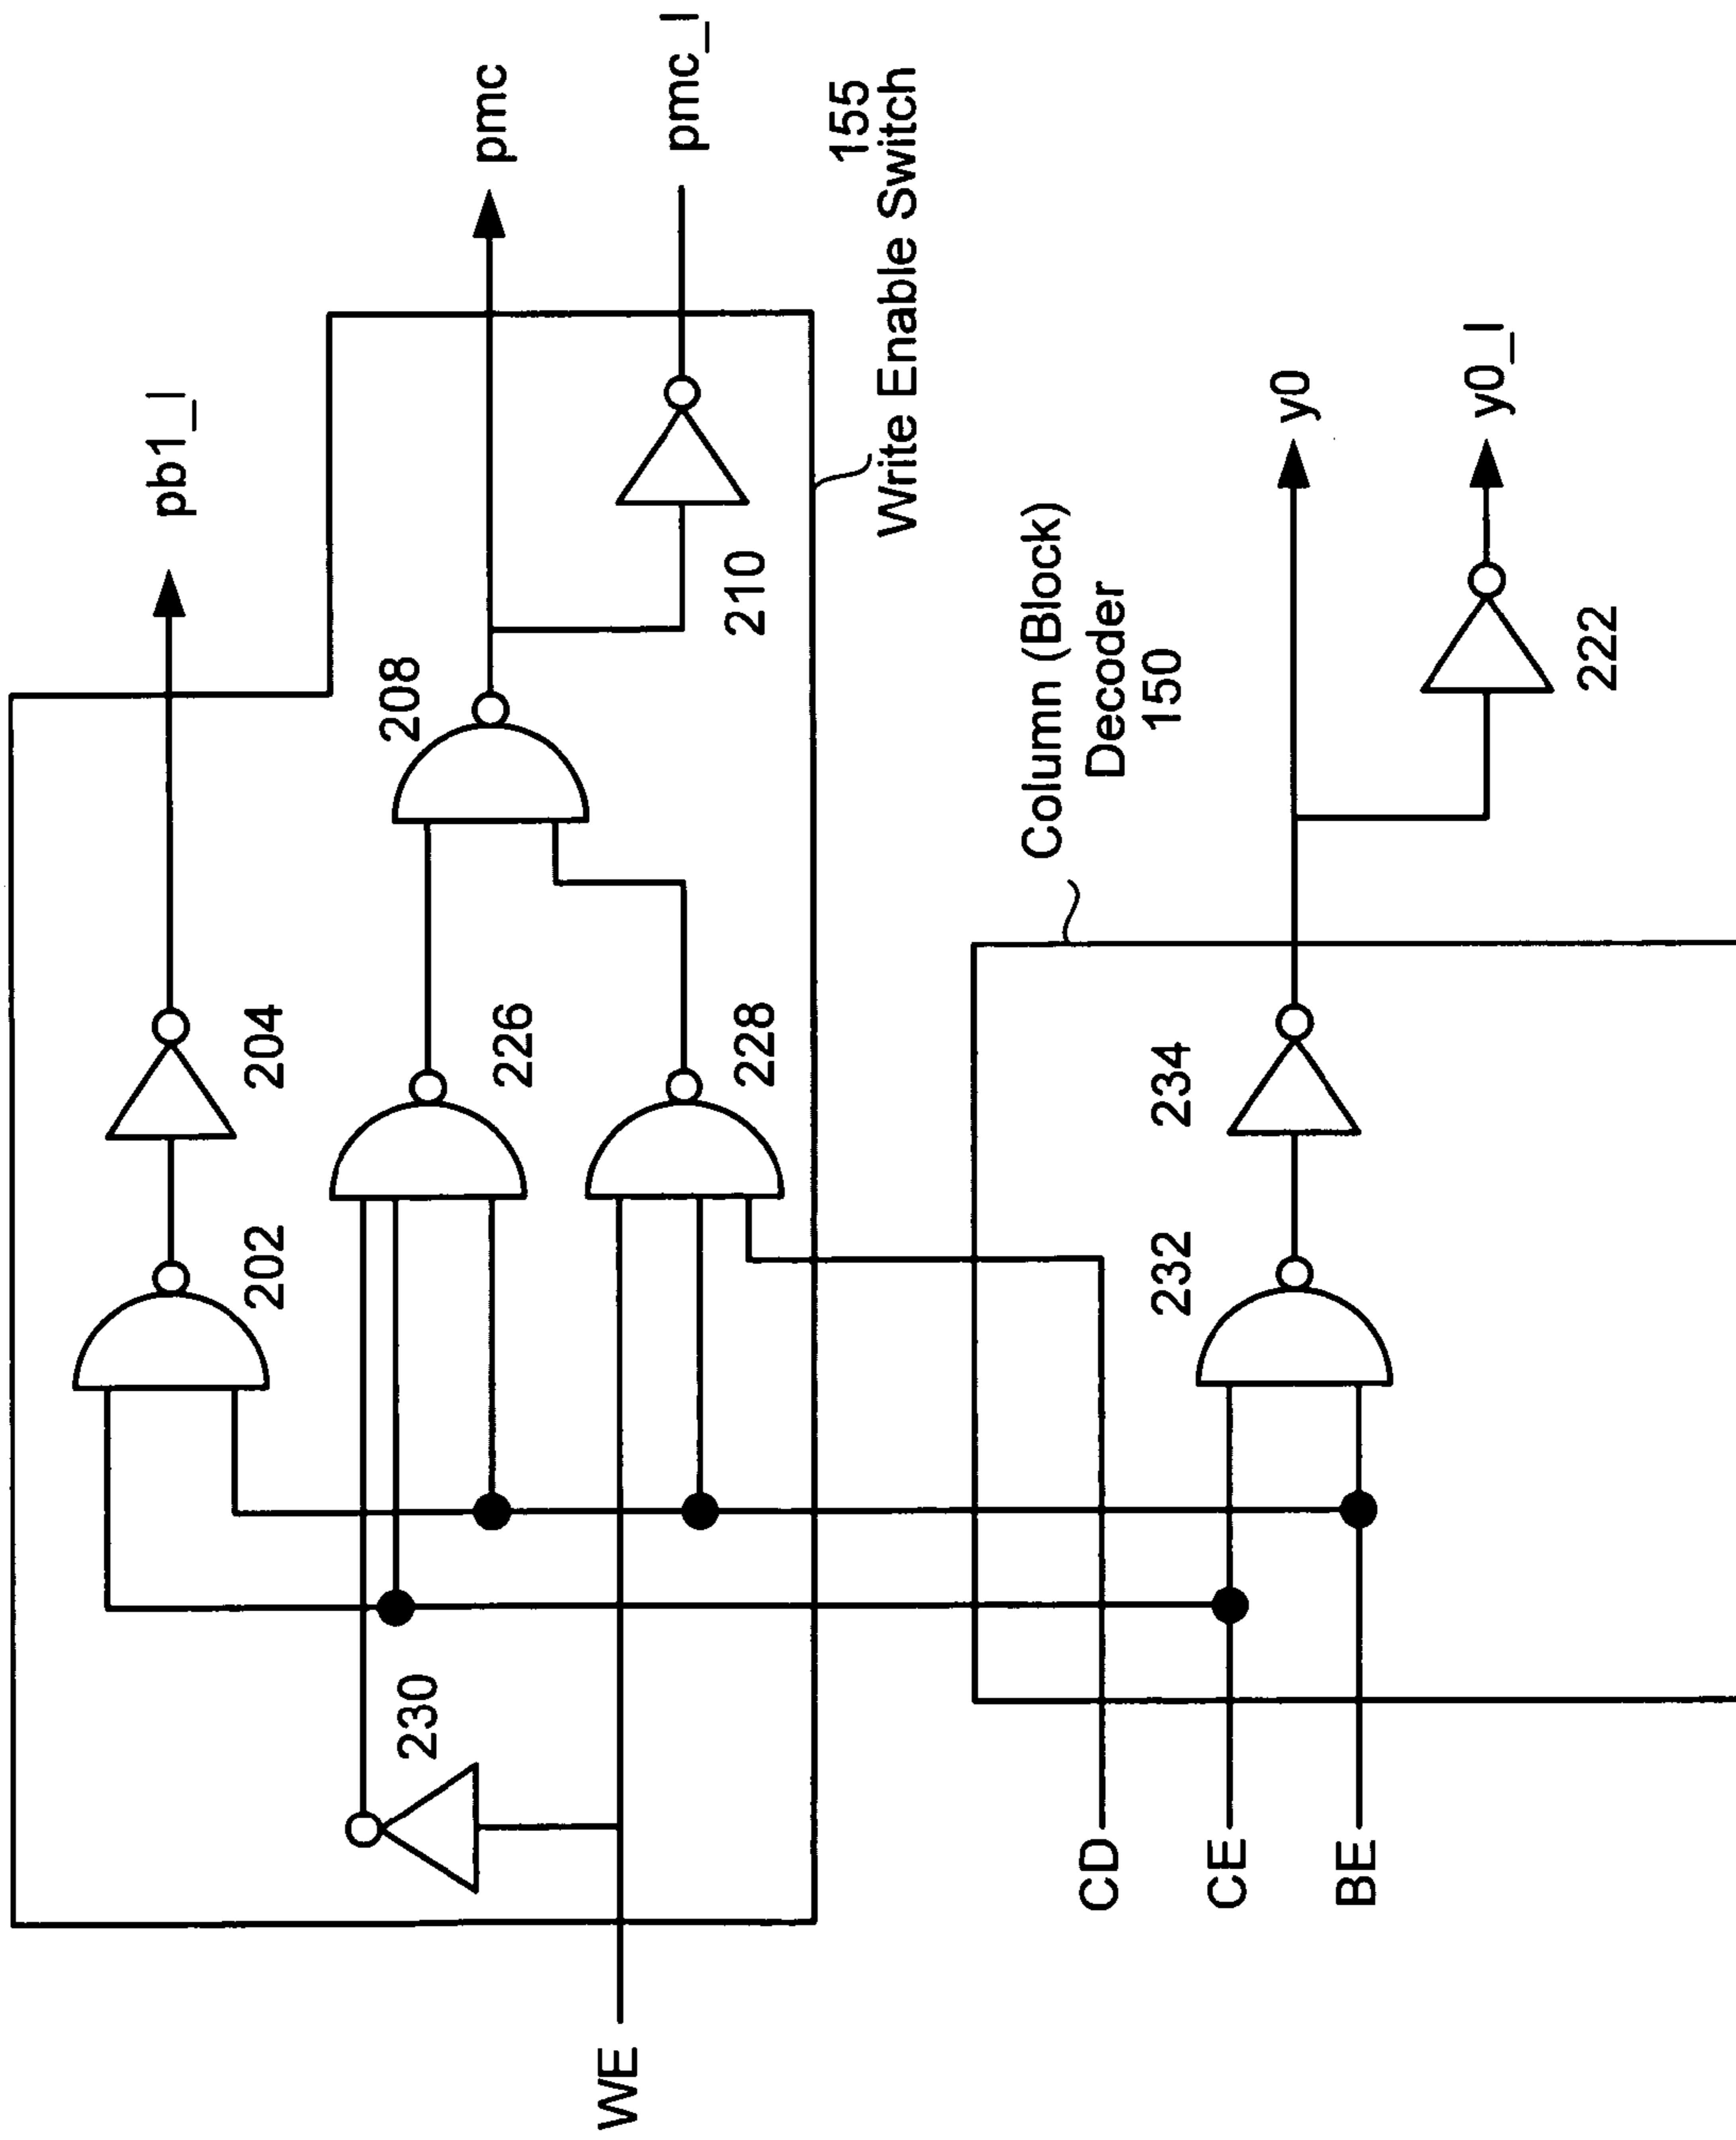 pb1_l
204
202
pmc
208
pmc_l
226
210
230
228
155
Write Enable Switch
WE
Column (Block)
Decoder
150
CD
234
232
y0
CE
y0_l
BE
222